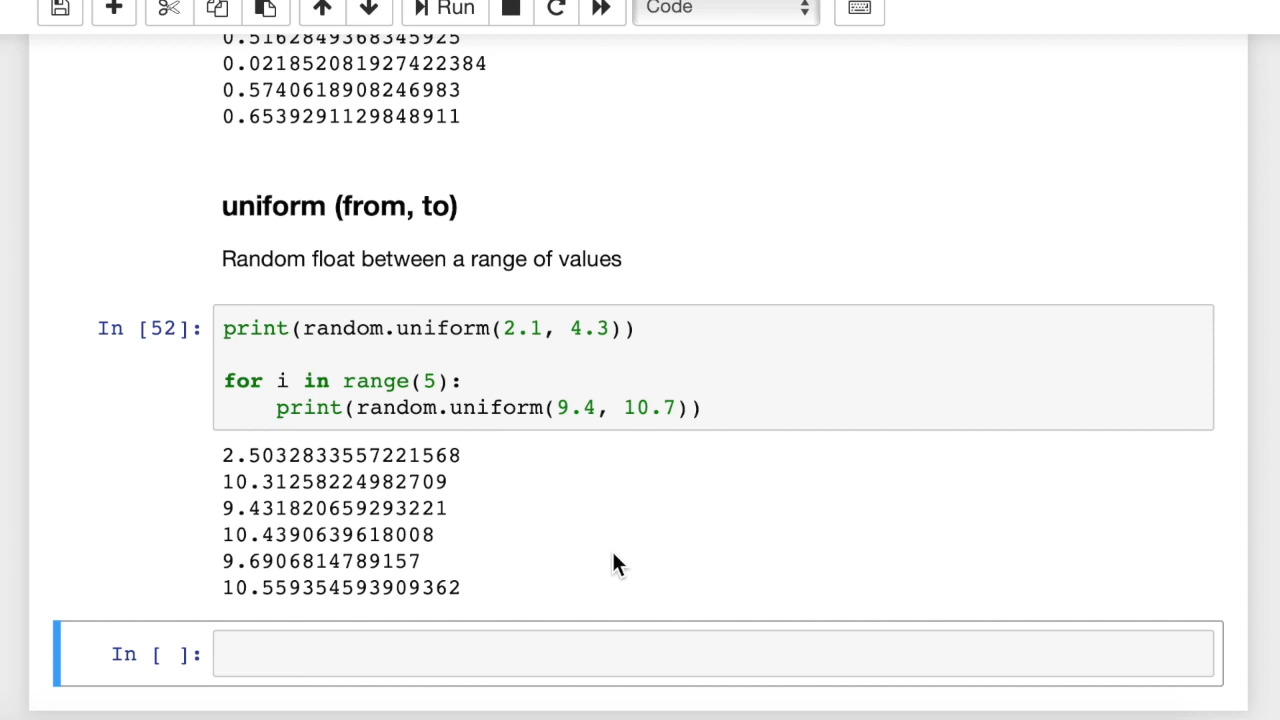 Run
Code
0.5162849368345925
0.021852081927422384
0.5740618908246983
0.6539291129848911
uniform (from, to)
Random float between a range of values
In [52]:
print(random.uniform(2.1, 4.3))
for i in range(5):
    print(random.uniform(9.4, 10.7))
2.5032833557221568
10.31258224982709
9.431820659293221
10.4390639618008
9.6906814789157
10.559354593909362
In [ ]: